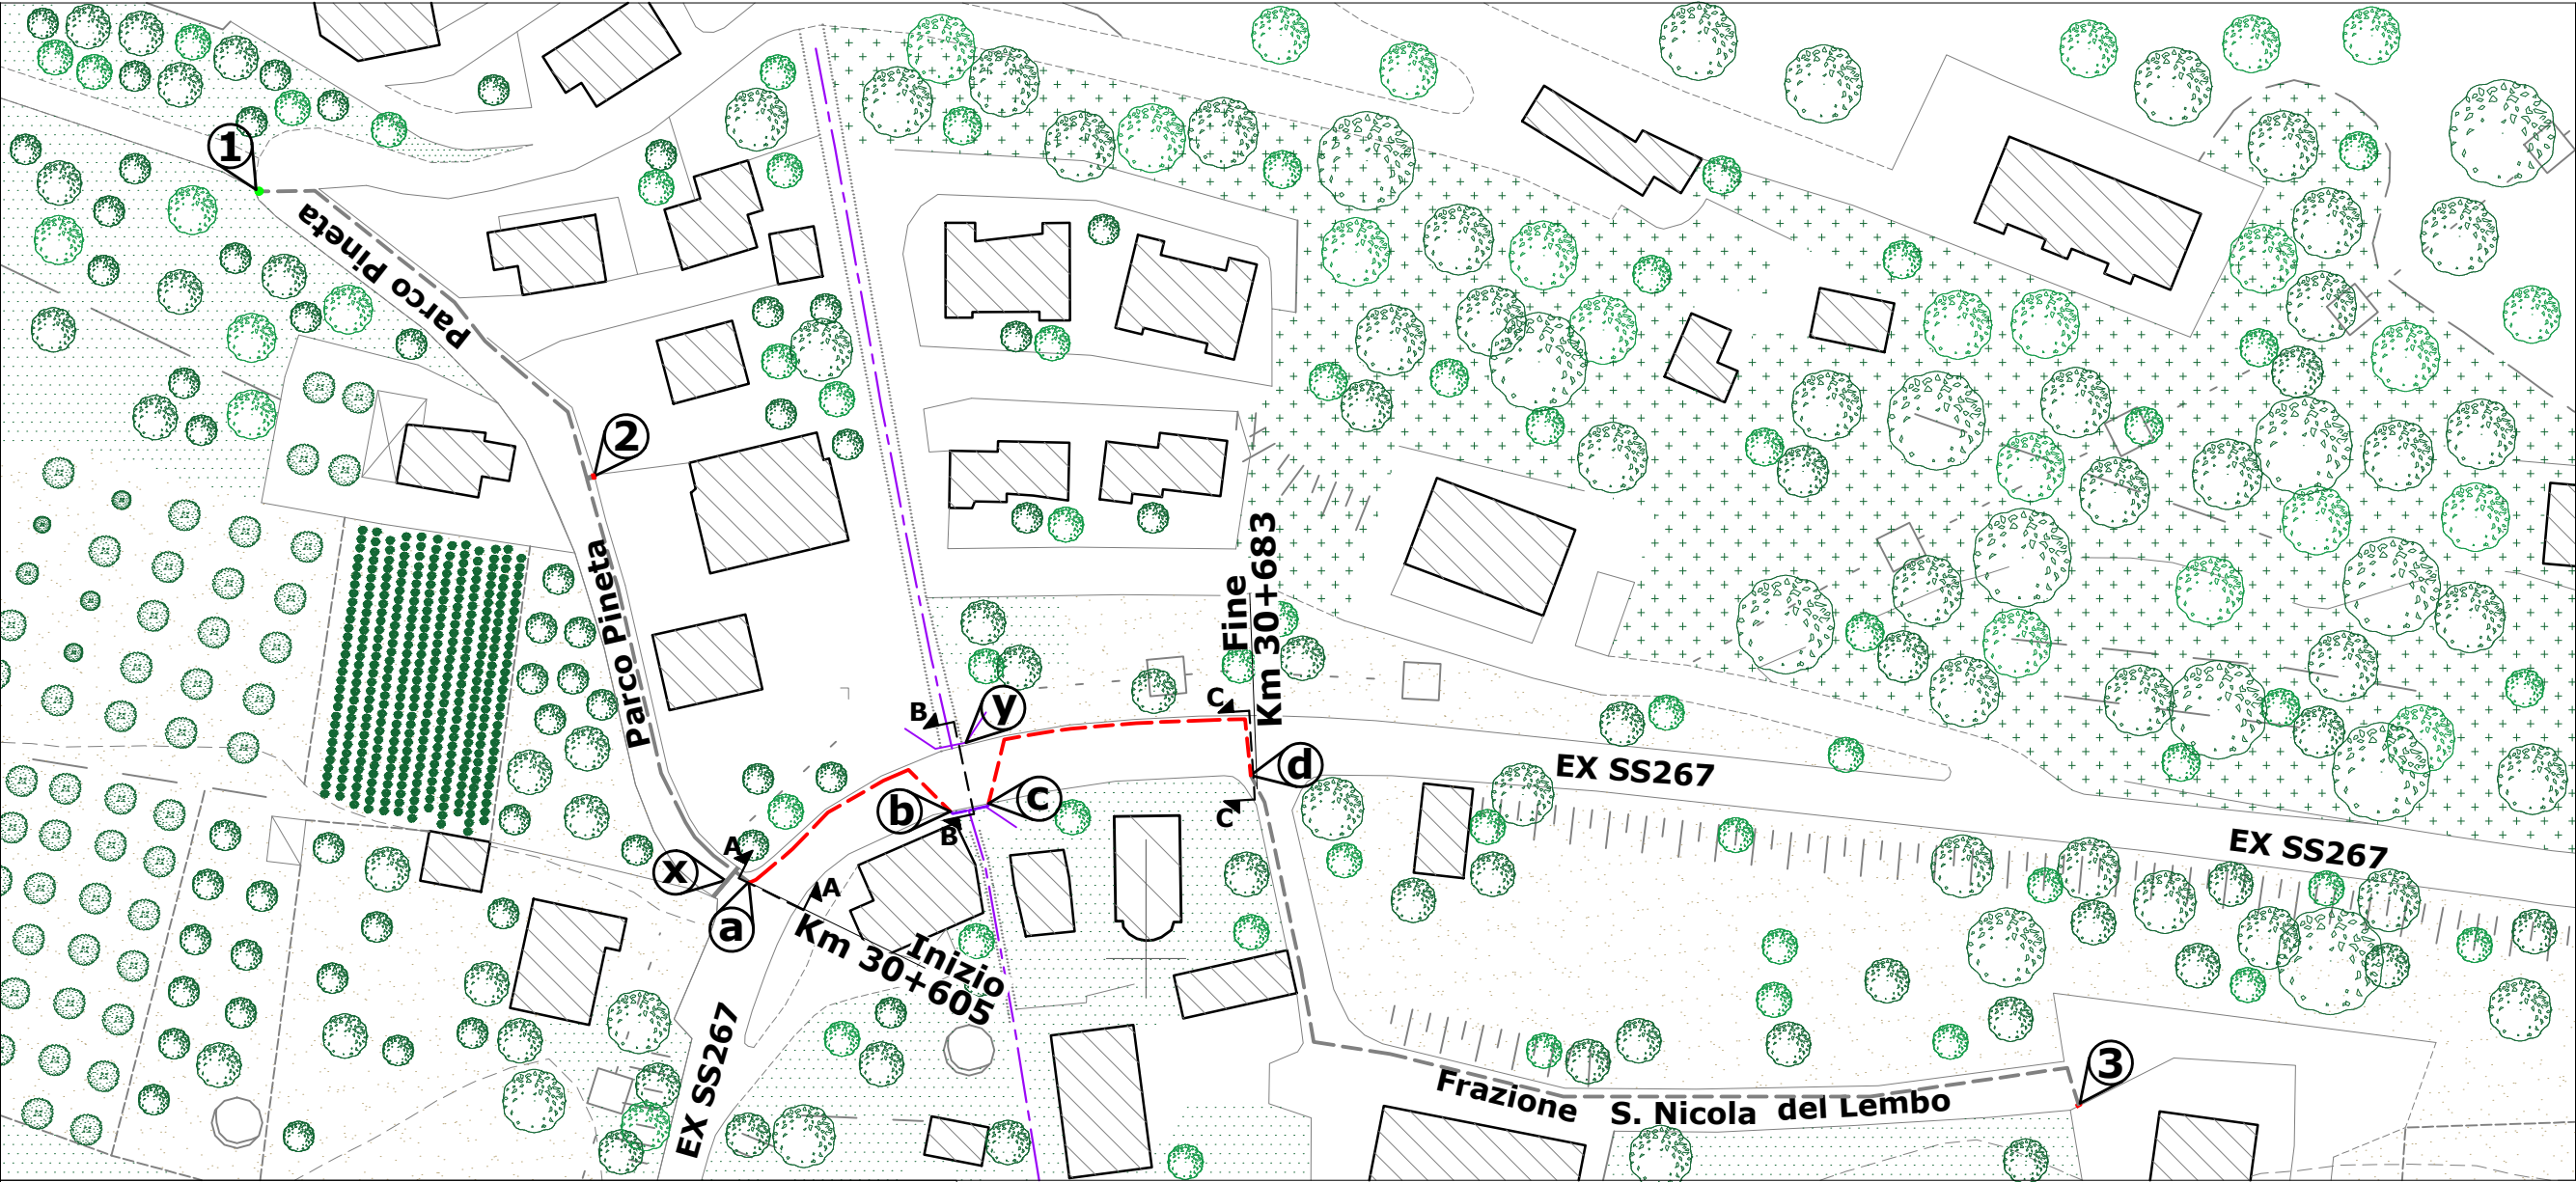 1
Parco Pineta
2
Parco Pineta
Fine
Km 30+683
B
y
C
d
EX SS267
b
c
B
C
A
x
A
a
EX SS267
Inizio
Km 30+605
EX SS267
3
Frazione S. Nicola del Lembo